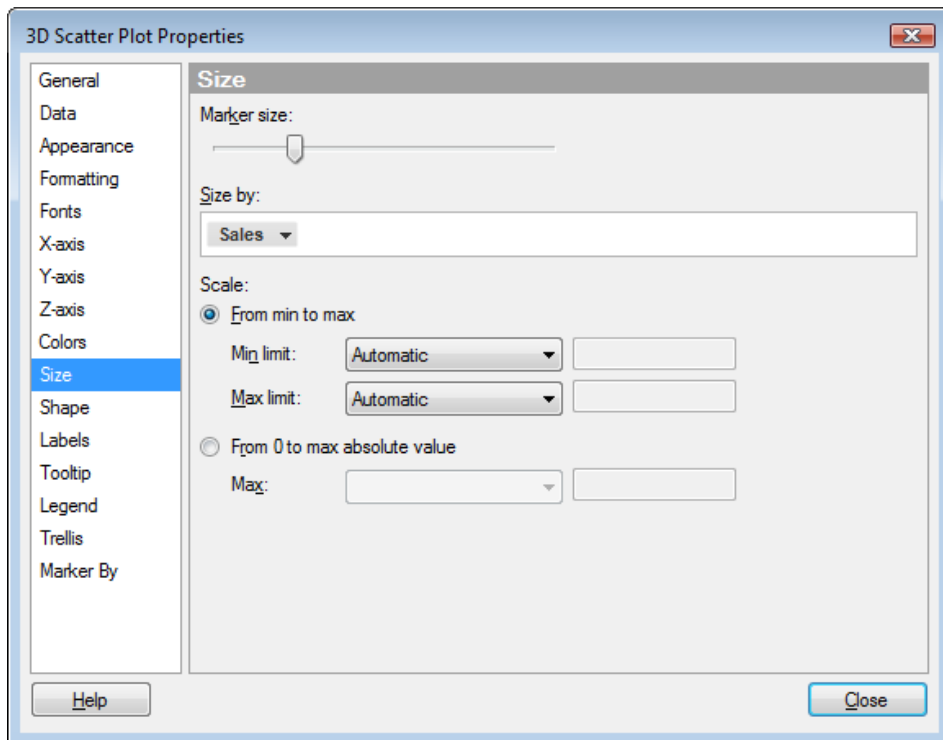 3D Scatter Plot Properties
General
Data
Appearance
Formatting
Fonts
X-axis
Y-axis
Z-axis
Colors
Size
Shape
Labels
Tooltip
Legend
Trellis
Marker By
Size
Marker size:
Size by:
Sales
Scale:
From min to max
Min limit: Automatic
Max limit: Automatic
From 0 to max absolute value
Max:
Help
Close